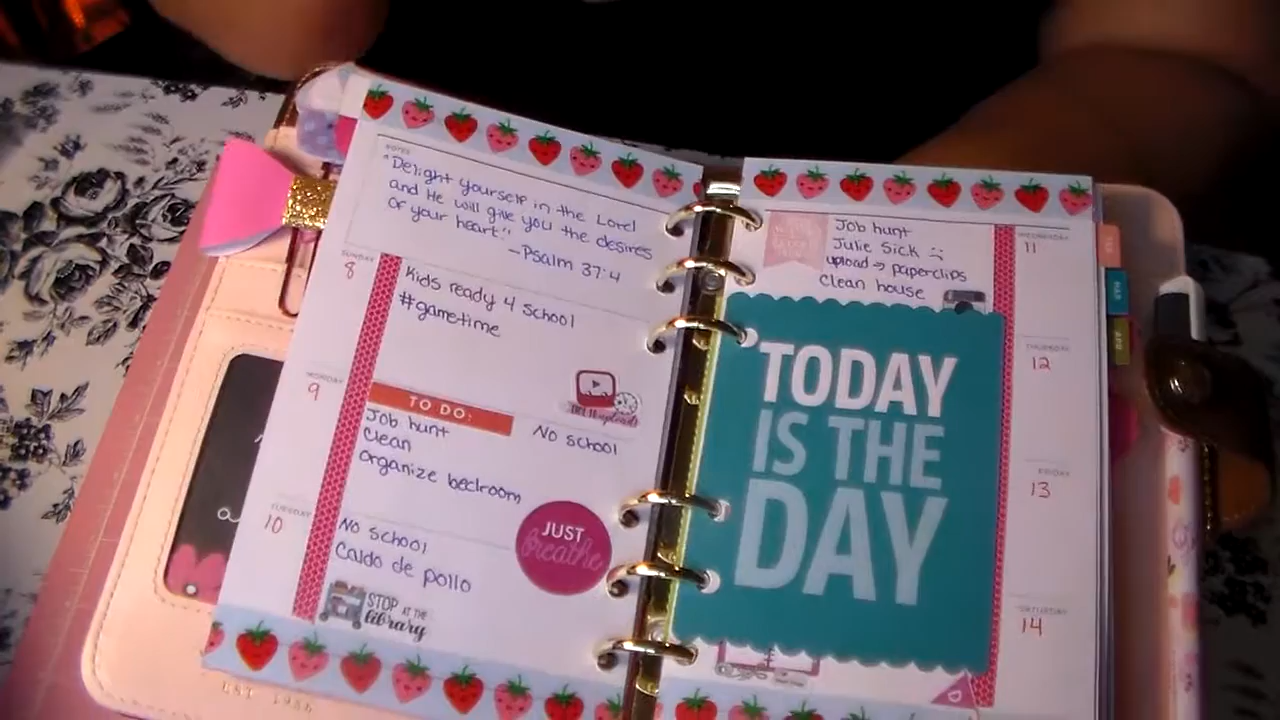 NOTES
"Delight yourself in the Lord
and He will give you the desires
of your heart."
-Psalm 37:4
SUNDAY
8
Kids ready 4 school
#gametime
MONDAY
9
TO DO:
Job hunt
Clean
organize bedroom
No school
TUESDAY
10
No school
Caldo de pollo
JUST
breathe
STOP AT THE
library
EST 1986
Job hunt
Julie Sick
upload → paperclips
Clean house
WEDNESDAY
11
TODAY
IS THE
DAY
THURSDAY
12
FRIDAY
13
SATURDAY
14
MAR
APR